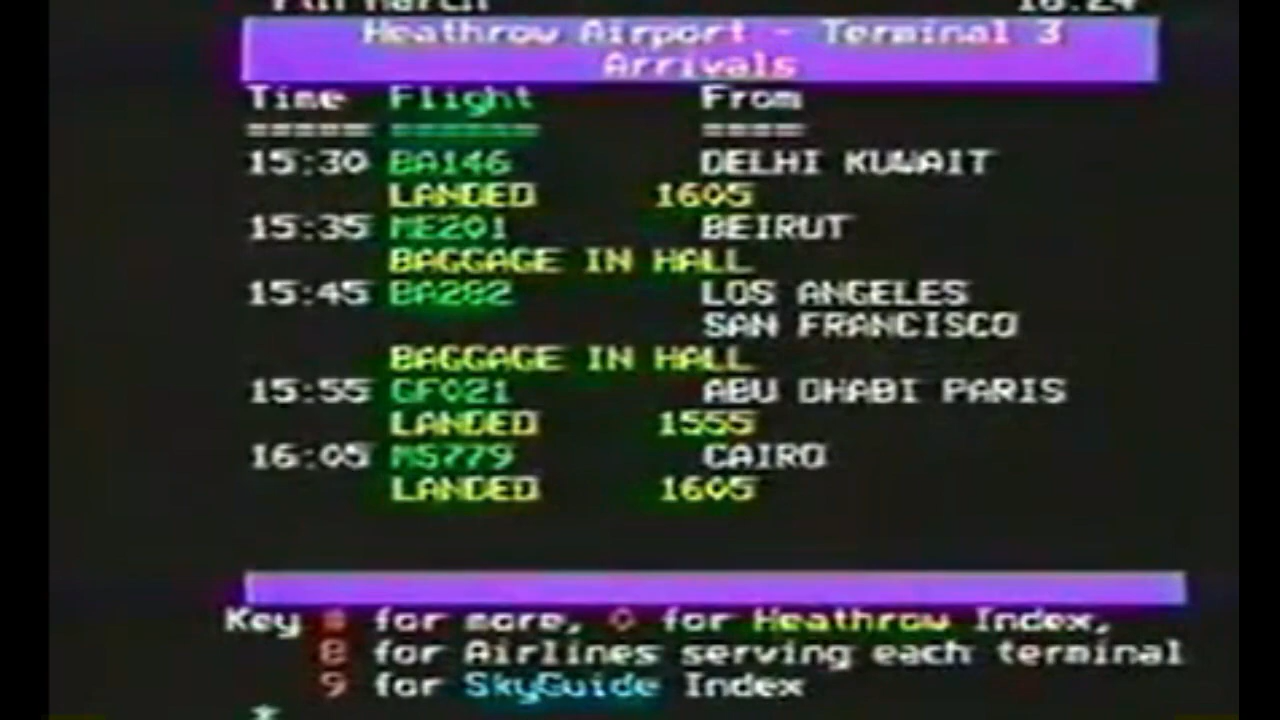 March 16:24
Heathrow Airport - Terminal 3
Arrivals
Time Flight From
===== ====== ====
15:30 BA146 DELHI KUWAIT
LANDED 1605
15:35 ME201 BEIRUT
BAGGAGE IN HALL
15:45 BA282 LOS ANGELES
SAN FRANCISCO
BAGGAGE IN HALL
15:55 GF021 ABU DHABI PARIS
LANDED 1555
16:05 MS779 CAIRO
LANDED 1605
Key # for more, 0 for Heathrow Index,
8 for Airlines serving each terminal
9 for SkyGuide Index
*